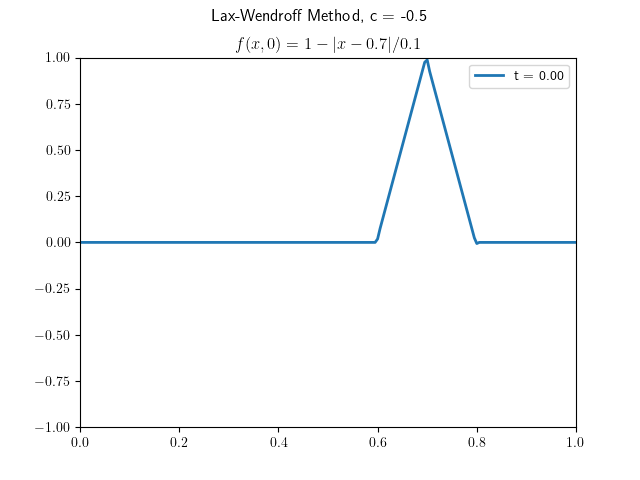 Lax-Wendroff Method, c = -0.5
f(x, 0) = 1 − |x − 0.7|/0.1
1.00
0.75
0.50
0.25
0.00
−0.25
−0.50
−0.75
−1.00
0.0 0.2 0.4 0.6 0.8 1.0
t = 0.00